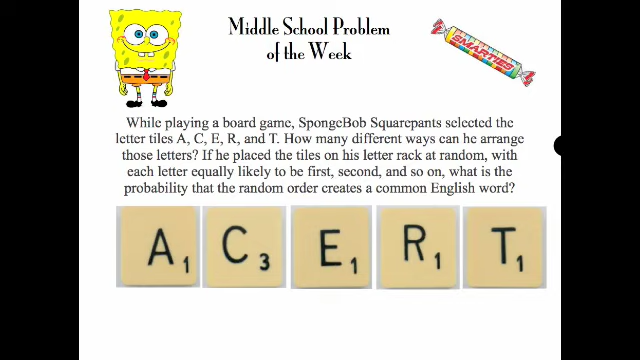 Middle School Problem
of the Week
SMARTIES
While playing a board game, SpongeBob Squarepants selected the
letter tiles A, C, E, R, and T. How many different ways can he arrange
those letters? If he placed the tiles on his letter rack at random, with
each letter equally likely to be first, second, and so on, what is the
probability that the random order creates a common English word?
A1 C3 E1 R1 T1